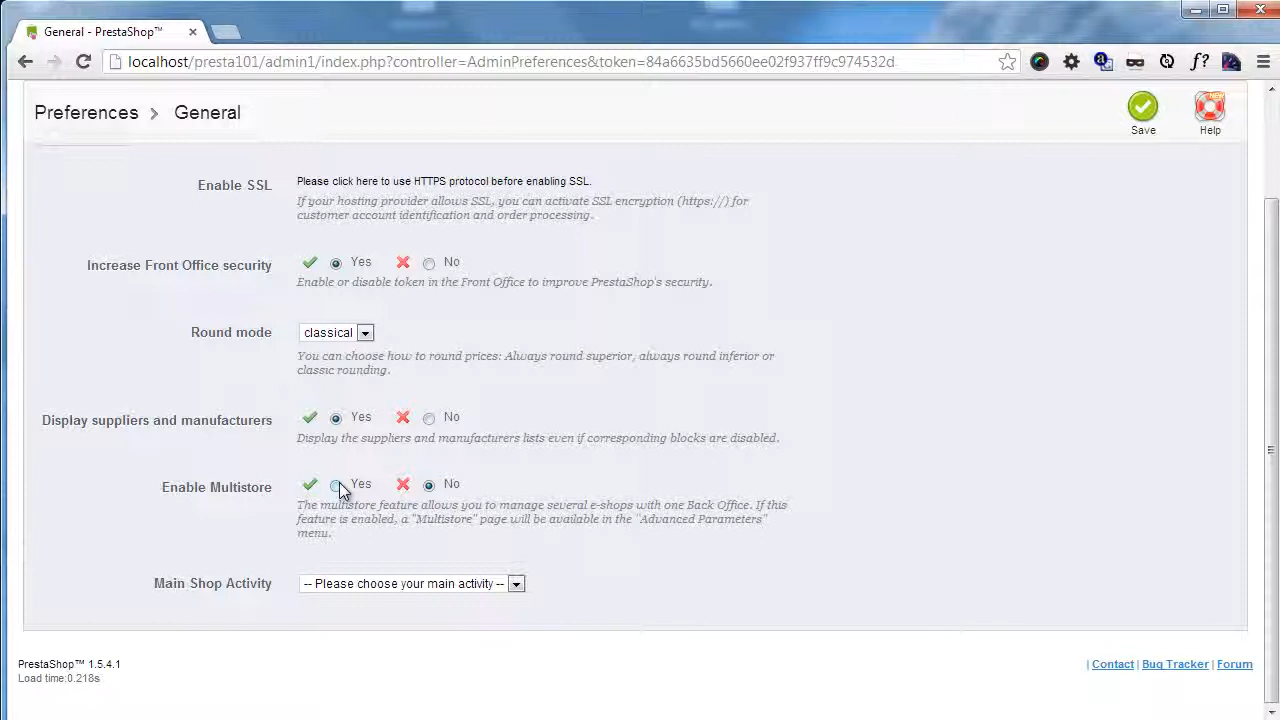 General - PrestaShop™
localhost/presta101/admin1/index.php?controller=AdminPreferences&token=84a6635bd5660ee02f937ff9c974532d
Preferences > General
Save
NEW
Help
Enable SSL
Please click here to use HTTPS protocol before enabling SSL.
If your hosting provider allows SSL, you can activate SSL encryption (https://) for
customer account identification and order processing.
Increase Front Office security
Yes
No
Enable or disable token in the Front Office to improve PrestaShop's security.
Round mode
classical
You can choose how to round prices: Always round superior, always round inferior or
classic rounding.
Display suppliers and manufacturers
Yes
No
Display the suppliers and manufacturers lists even if corresponding blocks are disabled.
Enable Multistore
Yes
No
The multistore feature allows you to manage several e-shops with one Back Office. If this
feature is enabled, a "Multistore" page will be available in the "Advanced Parameters"
menu.
Main Shop Activity
-- Please choose your main activity --
PrestaShop™ 1.5.4.1
Load time:0.218s
| Contact | Bug Tracker | Forum